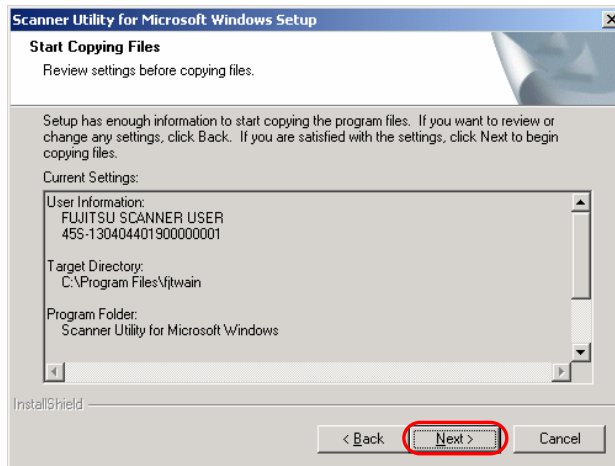 Scanner Utility for Microsoft Windows Setup
Start Copying Files
Review settings before copying files.
Setup has enough information to start copying the program files. If you want to review or
change any settings, click Back. If you are satisfied with the settings, click Next to begin
copying files.
Current Settings:
User Information:
FUJITSU SCANNER USER
45S-130404401900000001
Target Directory:
C:\Program Files\fjtwain
Program Folder:
Scanner Utility for Microsoft Windows
InstallShield
< Back Next > Cancel